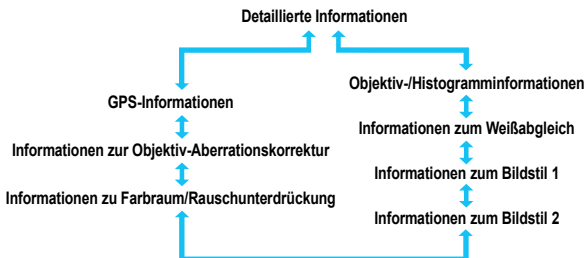 Detaillierte Informationen
Objektiv-/Histogramminformationen
GPS-Informationen
Informationen zum Weißabgleich
Informationen zur Objektiv-Aberrationskorrektur
Informationen zum Bildstil 1
Informationen zu Farbraum/Rauschunterdrückung
Informationen zum Bildstil 2